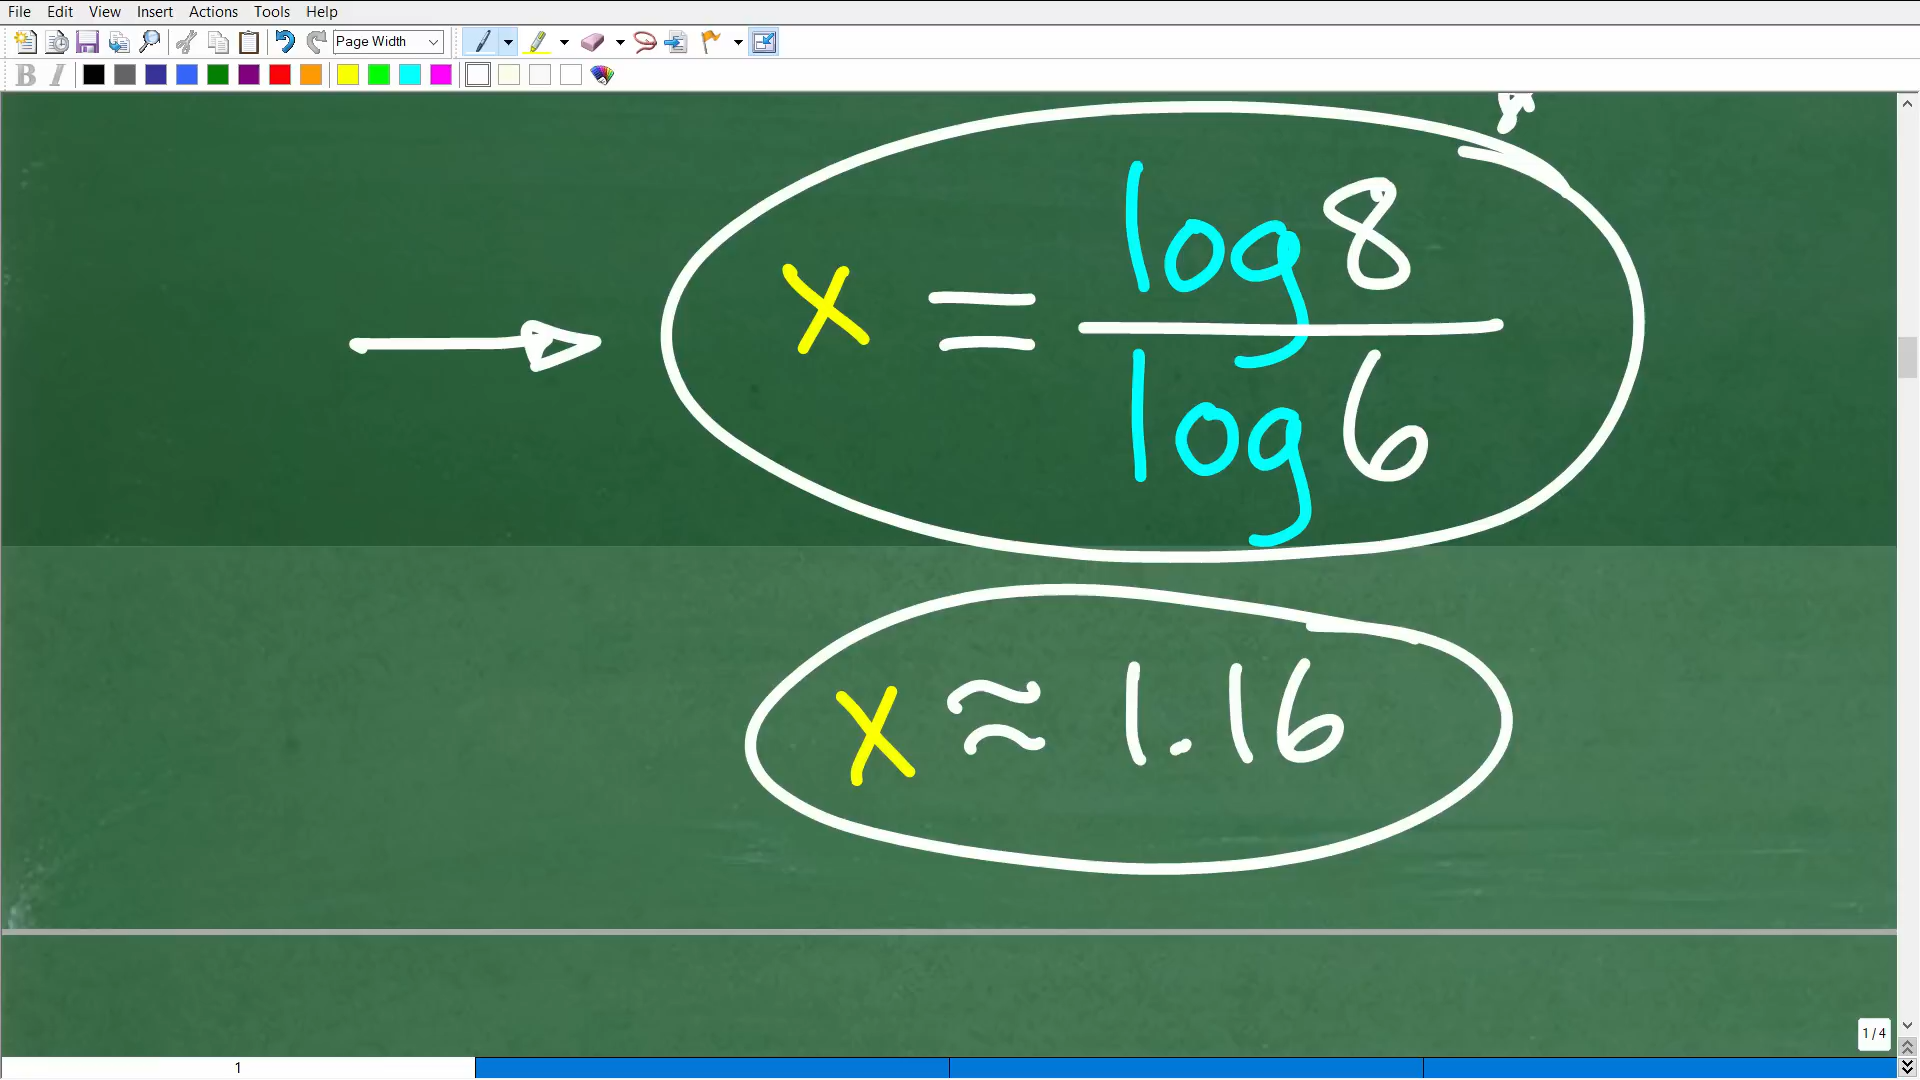 File Edit View Insert Actions Tools Help
Page Width
B I
x = log 8 / log 6
x ≈ 1.16
1 / 4
1